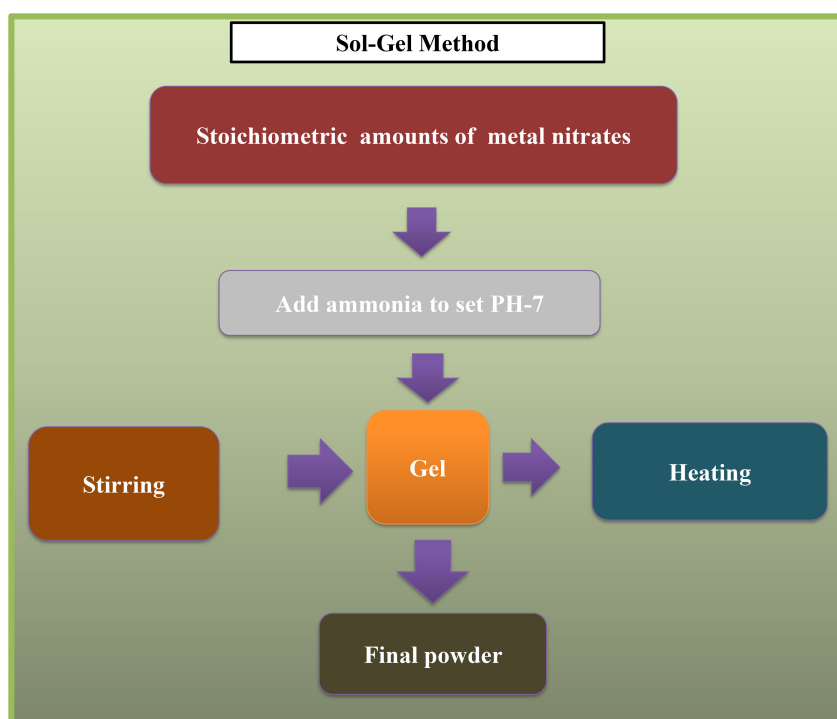 Sol-Gel Method
Stoichiometric amounts of metal nitrates
Add ammonia to set PH-7
Stirring
Gel
Heating
Final powder